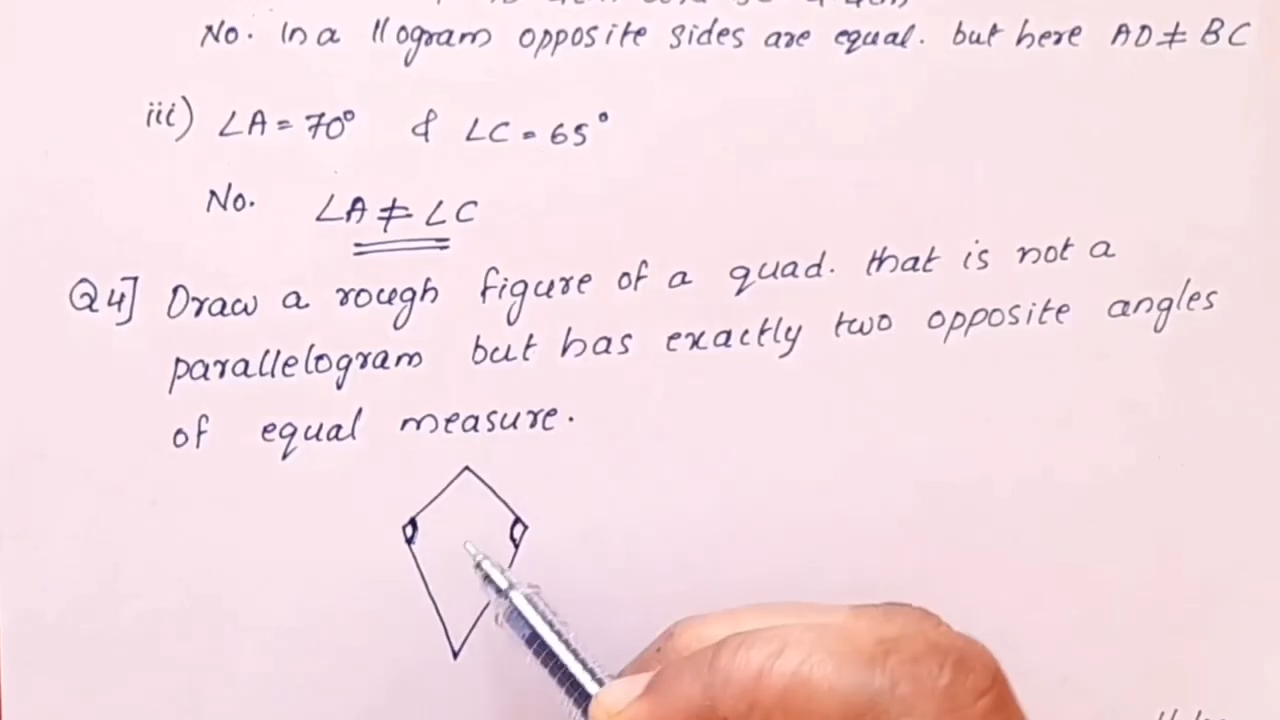 No. In a llogram opposite sides are equal. but here AD ≠ BC
iii) ∠A = 70° & ∠C = 65°
No. ∠A ≠ ∠C
Q4] Draw a rough figure of a quad. that is not a
parallelogram but has exactly two opposite angles
of equal measure.